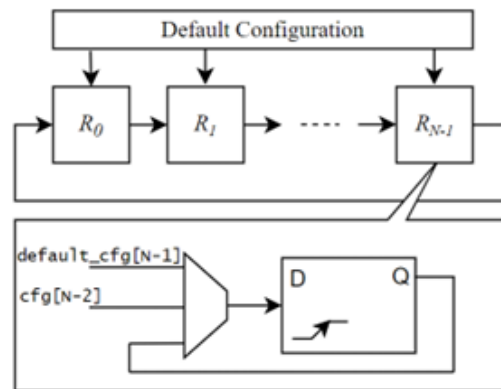 Default Configuration
R0 R1 ---- RN-1
default_cfg[N-1]
D Q
cfg[N-2]